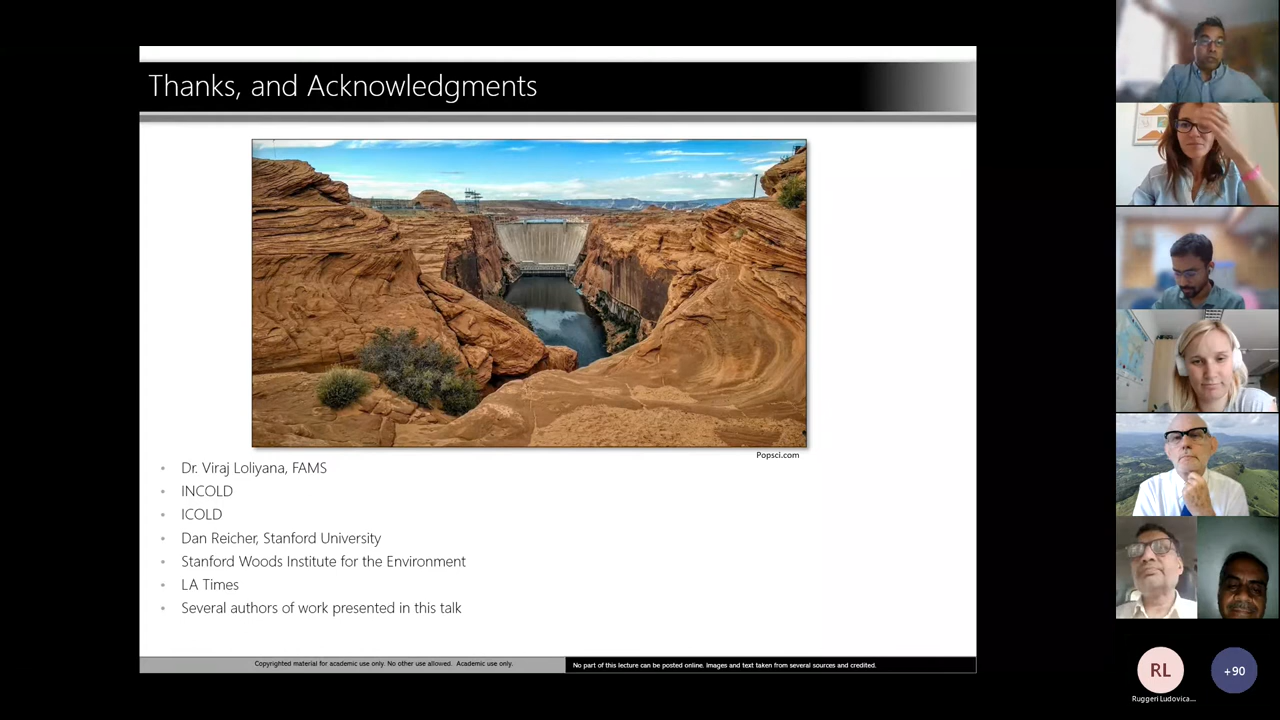 Thanks, and Acknowledgments
Popsci.com
Dr. Viraj Loliyana, FAMS
INCOLD
ICOLD
Dan Reicher, Stanford University
Stanford Woods Institute for the Environment
LA Times
Several authors of work presented in this talk
Copyrighted material for academic use only. No other use allowed. Academic use only.
No part of this lecture can be posted online. Images and text taken from several sources and credited.
RL
+90
Ruggeri Ludovica...